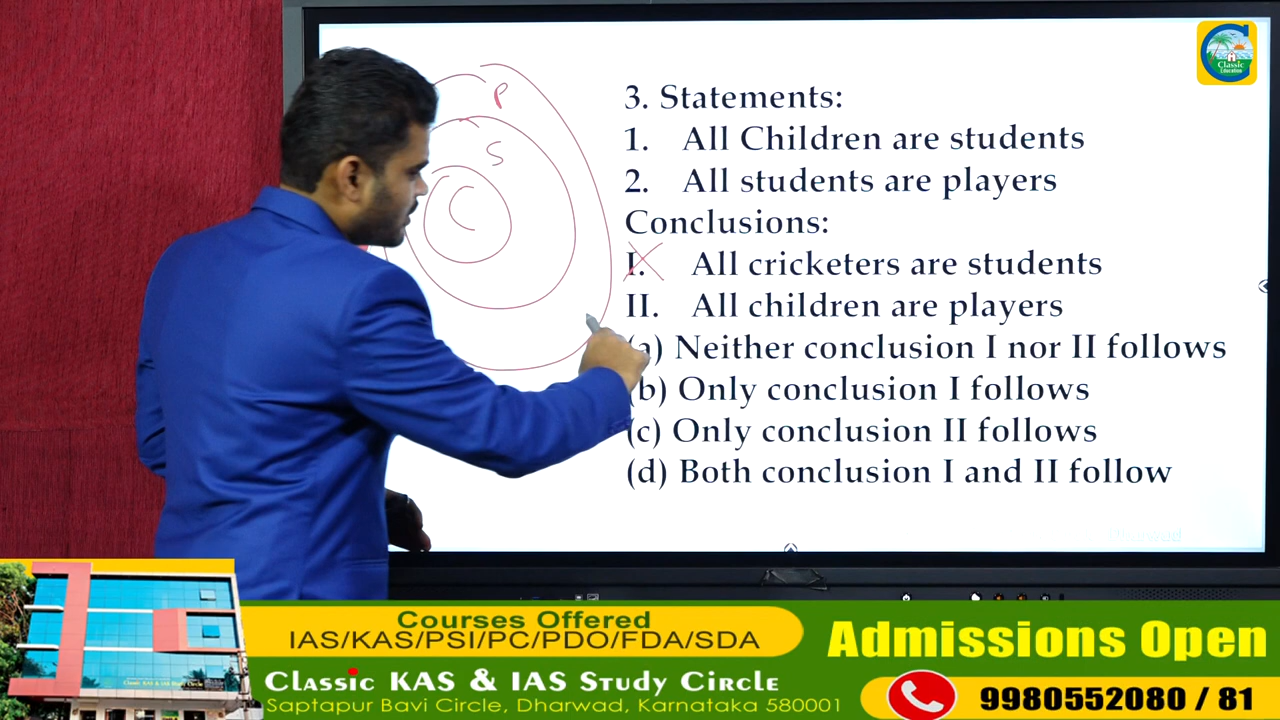 Classic
Education
P
S
C
3. Statements:
1. All Children are students
2. All students are players
Conclusions:
I. All cricketers are students
II. All children are players
(a) Neither conclusion I nor II follows
(b) Only conclusion I follows
(c) Only conclusion II follows
(d) Both conclusion I and II follow
Dharwad
Courses Offered
IAS/KAS/PSI/PC/PDO/FDA/SDA
Admissions Open
Classic KAS & IAS Study Circle
Saptapur Bavi Circle, Dharwad, Karnataka 580001
9980552080 / 81